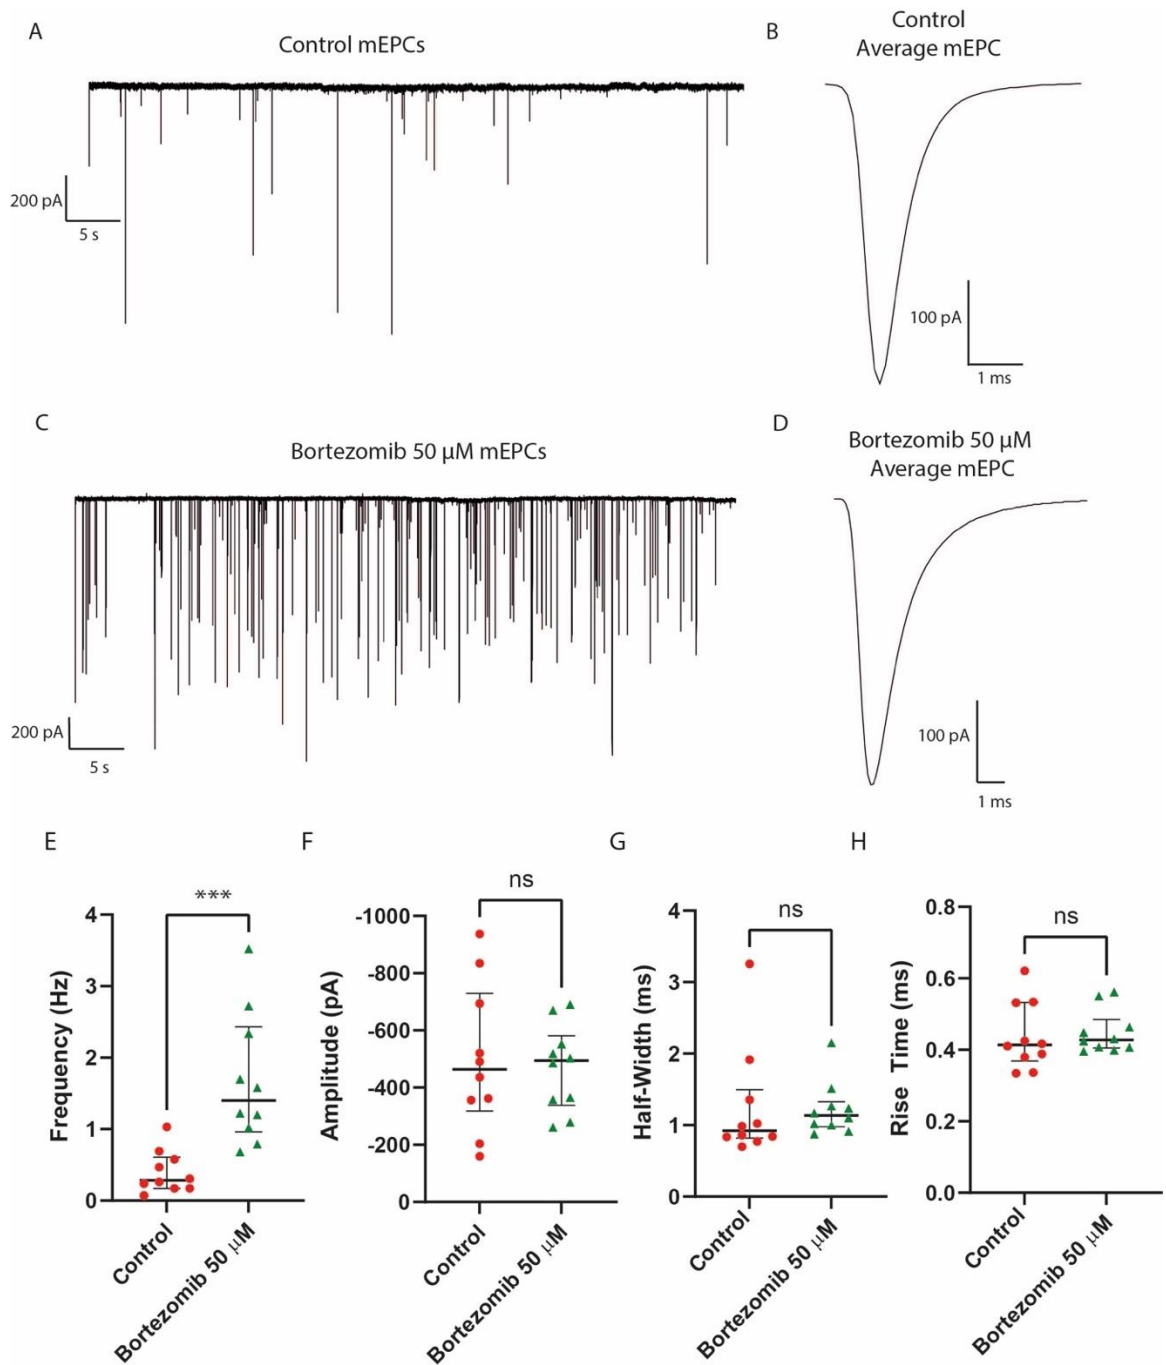 A
Control mEPCs
200 pA
5 s
B
Control
Average mEPC
100 pA
1 ms
C
Bortezomib 50 µM mEPCs
200 pA
5 s
D
Bortezomib 50 µM
Average mEPC
100 pA
1 ms
E
***
Frequency (Hz)
4
3
2
1
0
Control
Bortezomib 50 µM
F
ns
Amplitude (pA)
-1000
-800
-600
-400
-200
0
Control
Bortezomib 50 µM
G
ns
Half-Width (ms)
4
3
2
1
0
Control
Bortezomib 50 µM
H
ns
Rise Time (ms)
0.8
0.6
0.4
0.2
0.0
Control
Bortezomib 50 µM